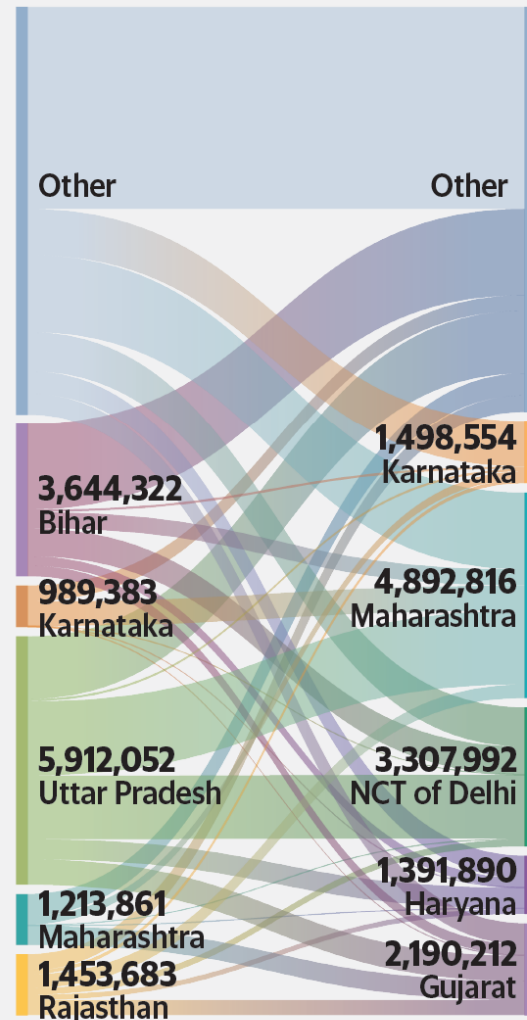 Other
3,644,322
Bihar
989,383
Karnataka
5,912,052
Uttar Pradesh
1,213,861
Maharashtra
1,453,683
Rajasthan
Other
1,498,554
Karnataka
4,892,816
Maharashtra
3,307,992
NCT of Delhi
1,391,890
Haryana
2,190,212
Gujarat